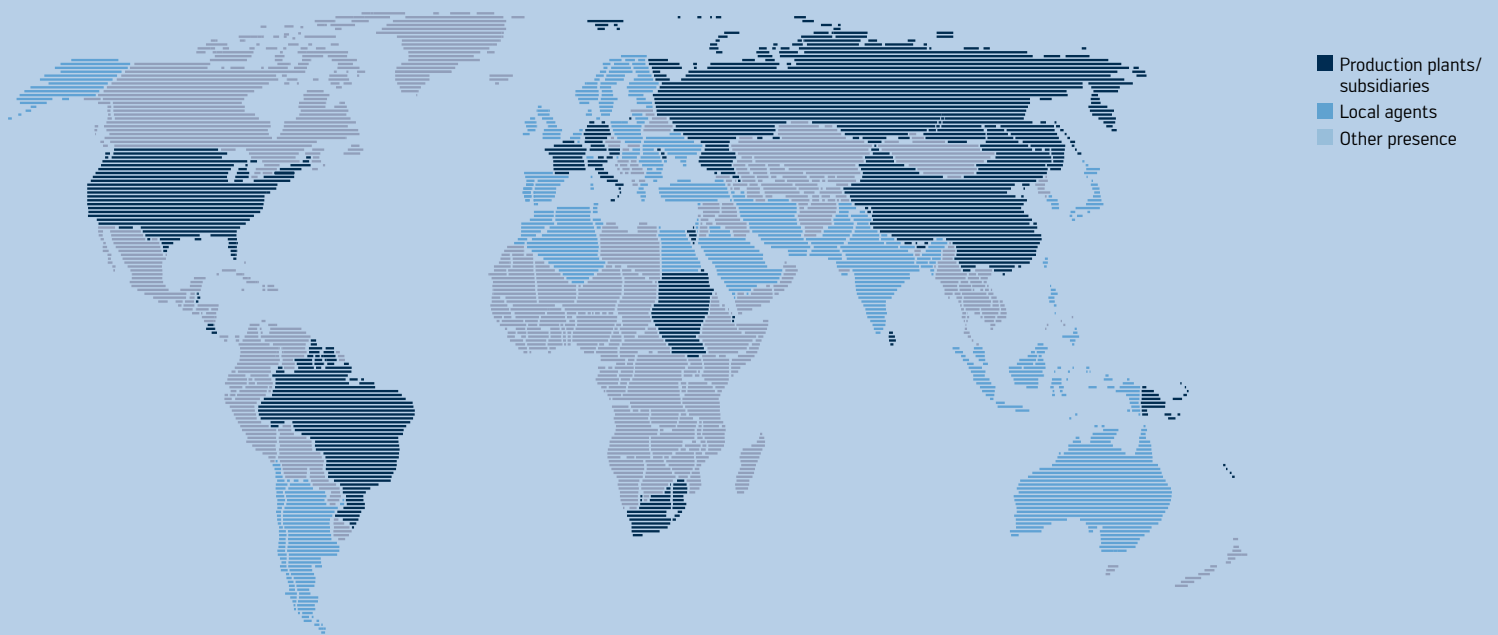 Production plants/
subsidiaries
Local agents
Other presence